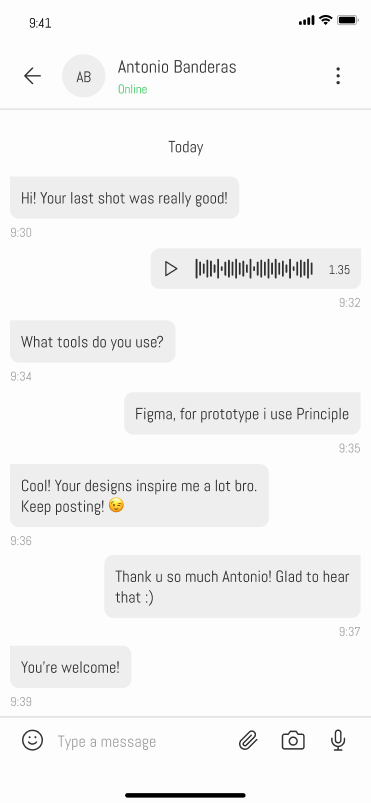 9:41
AB
Antonio Banderas
Online
Today
Hi! Your last shot was really good!
9:30
1.35
9:32
What tools do you use?
9:34
Figma, for prototype i use Principle
9:35
Cool! Your designs inspire me a lot bro.
Keep posting! 😉
9:36
Thank u so much Antonio! Glad to hear
that :)
9:37
You're welcome!
9:39
Type a message